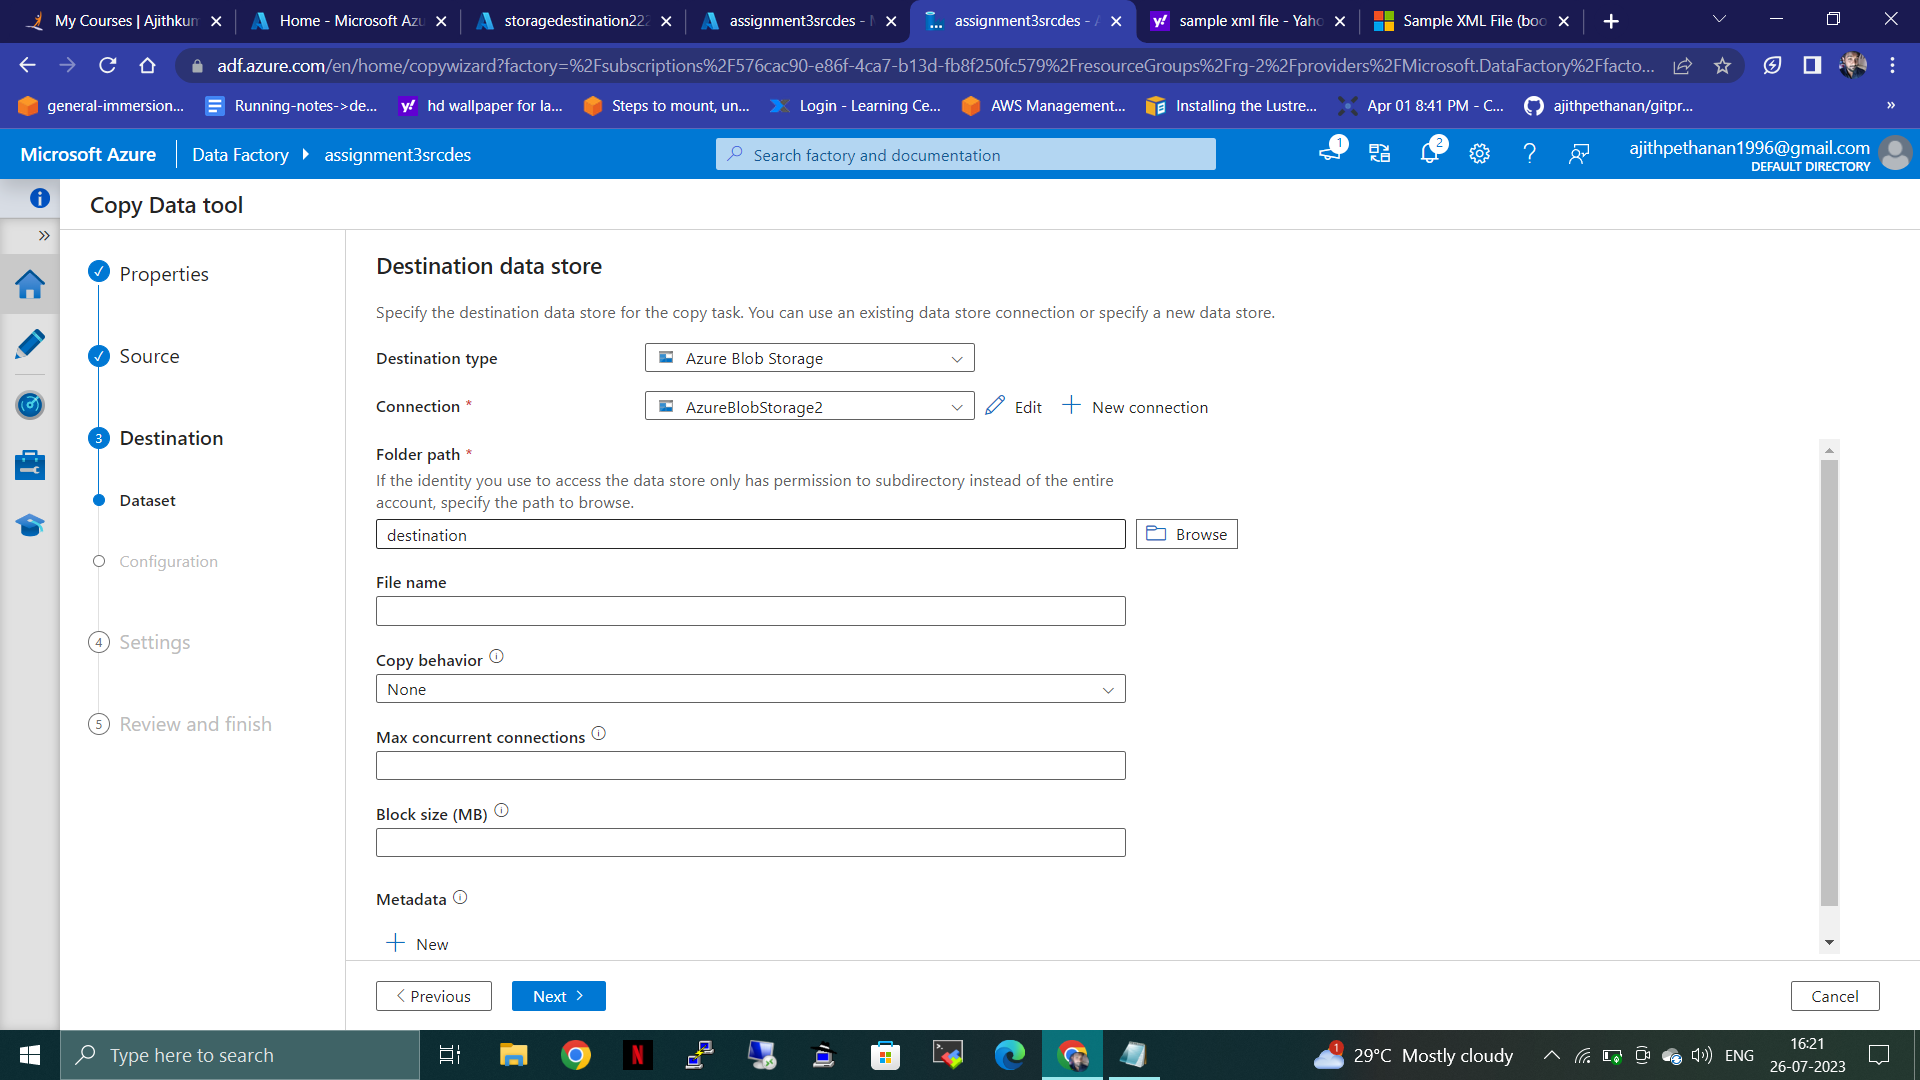 My Courses | Ajithkum
Home - Microsoft Azu
storagedestination222
assignment3srcdes - M
assignment3srcdes - A
sample xml file - Yaho
Sample XML File (boo
adf.azure.com/en/home/copywizard?factory=%2Fsubscriptions%2F576cac90-e86f-4ca7-b13d-fb8f250fc579%2FresourceGroups%2Frg-2%2Fproviders%2FMicrosoft.DataFactory%2Ffacto...
general-immersion...
Running-notes->de...
hd wallpaper for la...
Steps to mount, un...
Login - Learning Ce...
AWS Management...
Installing the Lustre...
Apr 01 8:41 PM - C...
ajithpethanan/gitpr...
»
Microsoft Azure
Data Factory
assignment3srcdes
Search factory and documentation
1
2
ajithpethanan1996@gmail.com
DEFAULT DIRECTORY
Copy Data tool
Properties
Source
3 Destination
Dataset
Configuration
4 Settings
5 Review and finish
Destination data store
Specify the destination data store for the copy task. You can use an existing data store connection or specify a new data store.
Destination type
Azure Blob Storage
Connection *
AzureBlobStorage2
Edit
New connection
Folder path *
If the identity you use to access the data store only has permission to subdirectory instead of the entire
account, specify the path to browse.
destination
Browse
File name
Copy behavior
None
Max concurrent connections
Block size (MB)
Metadata
New
Previous
Next
Cancel
Type here to search
1
29°C Mostly cloudy
ENG
16:21
26-07-2023